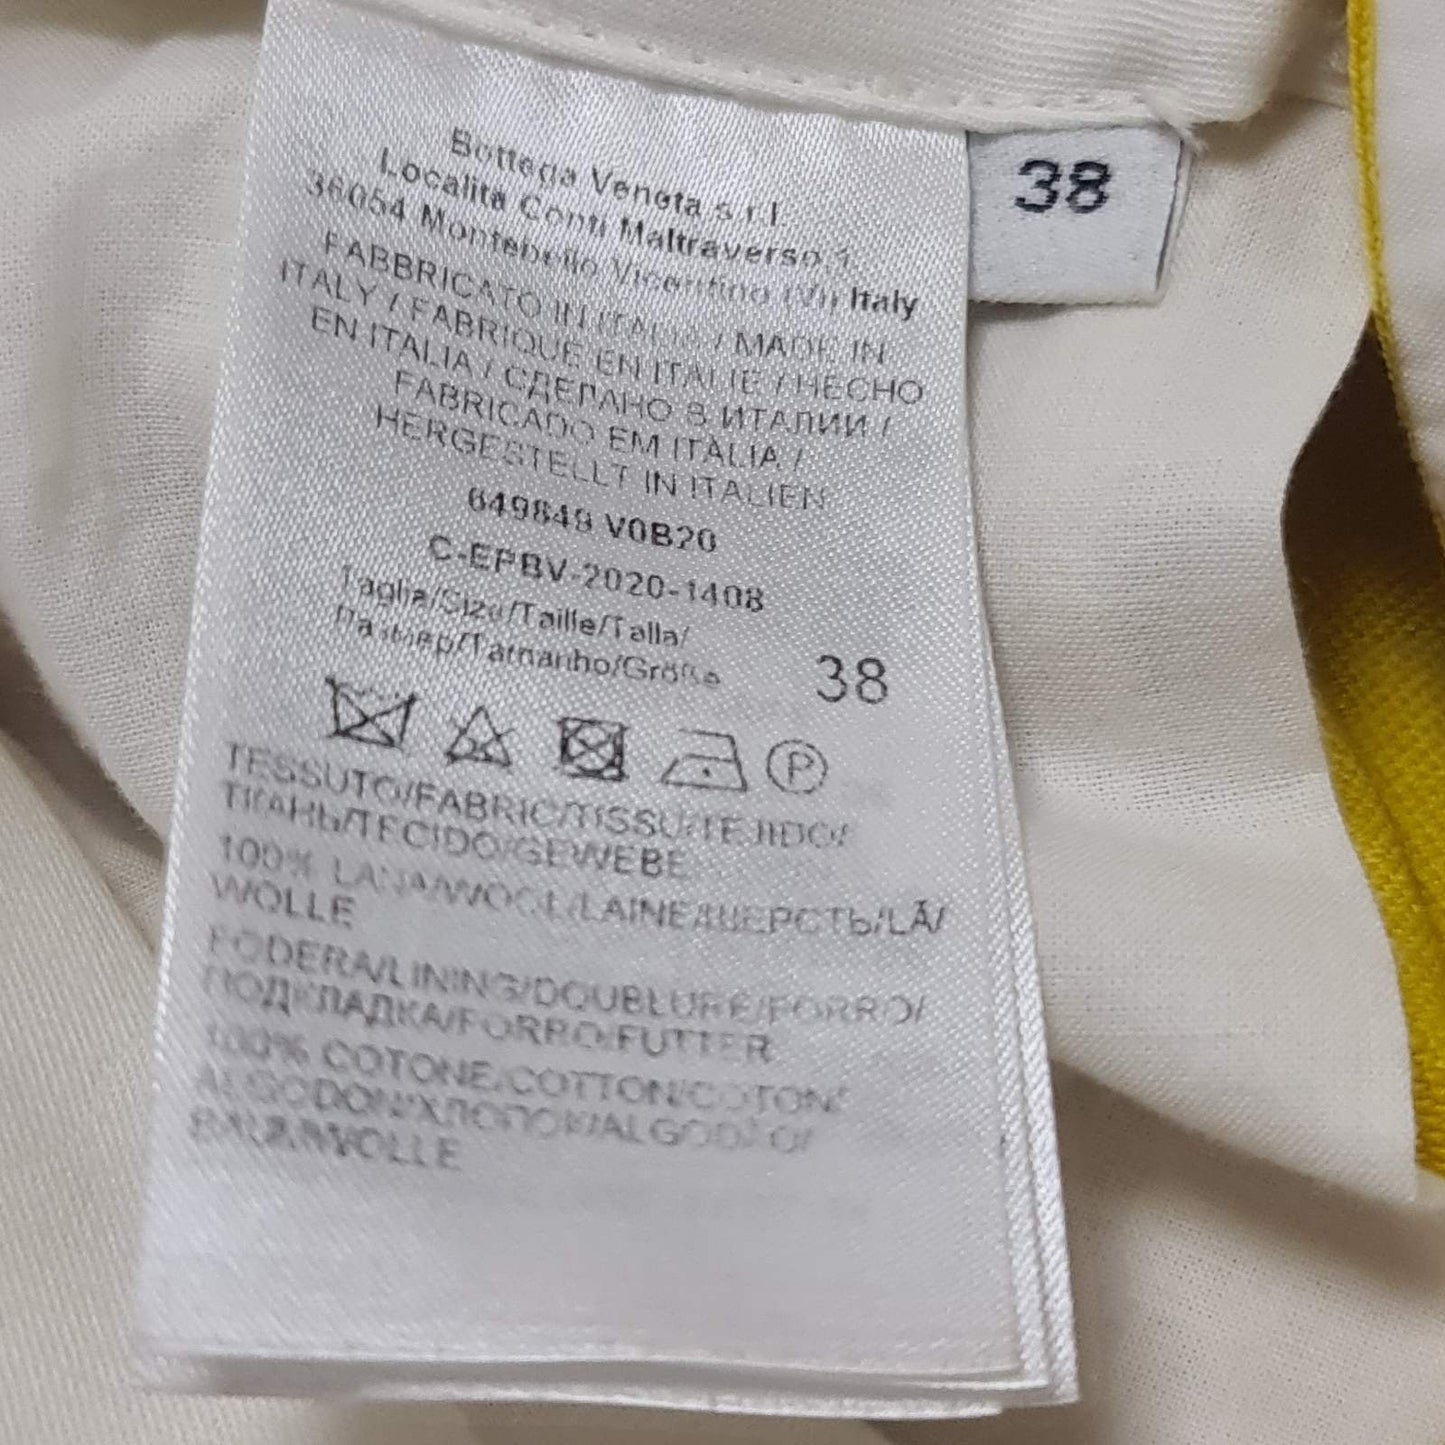 Bottega Veneta s.r.l.
Localita Conti Maltraverso 1,
36054 Montebello Vicentino (VI) Italy
FABBRICATO IN ITALIA / MADE IN
ITALY / FABRIQUE EN ITALIE / HECHO
EN ITALIA / СДЕЛАНО В ИТАЛИИ /
FABRICADO EM ITÀLIA /
HERGESTELLT IN ITALIEN
649849 V0B20
C-EPBV-2020-1408
Taglia/Size/Taille/Talla/
Размер/Tamanho/Größe 38
P
TESSUTO/FABRIC/TISSU/TEJIDO/
ТКАНЬ/TECIDO/GEWEBE
100% LANA/WOOL/LAINE/ШЕРСТЬ/LÃ/
WOLLE
FODERA/LINING/DOUBLURE/FORRO/
ПОДКЛАДКА/FORRO/FUTTER
100% COTONE/COTTON/COTON/
ALGODON/ХЛОПОК/ALGODÃO/
BAUMWOLLE
38